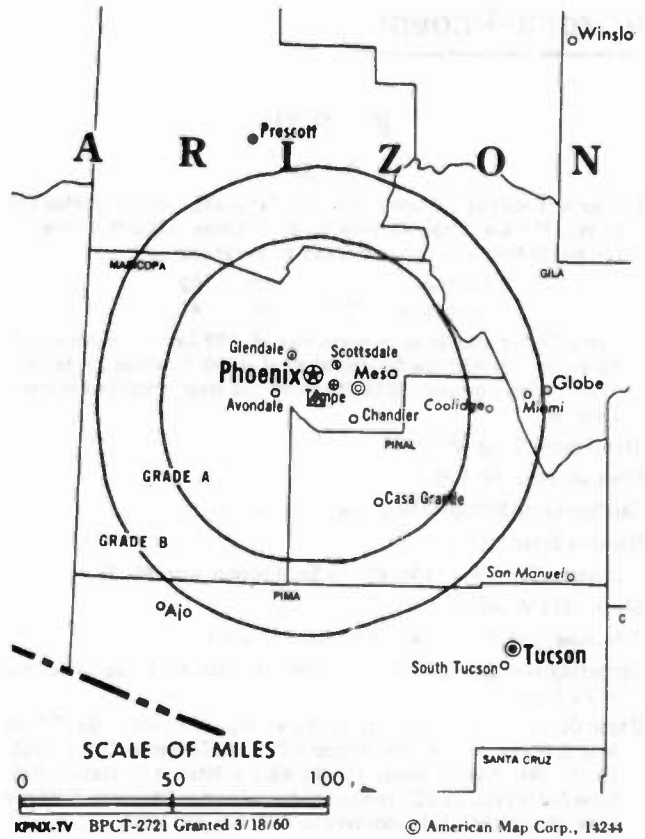 Winslo
Prescott
A R I Z O N
MARICOPA
GILA
Glendale
Scottsdale
Phoenix
Meso
Globe
Avondale
Chandler
Coolidge
Miami
PINAL
GRADE A
Casa Grande
GRADE B
San Manuel
PIMA
Ajo
C
Tucson
South Tucson
SCALE OF MILES
SANTA CRUZ
0 50 100
KPNX-TV BPCT-2721 Granted 3/18/60 © American Map Corp., 14244